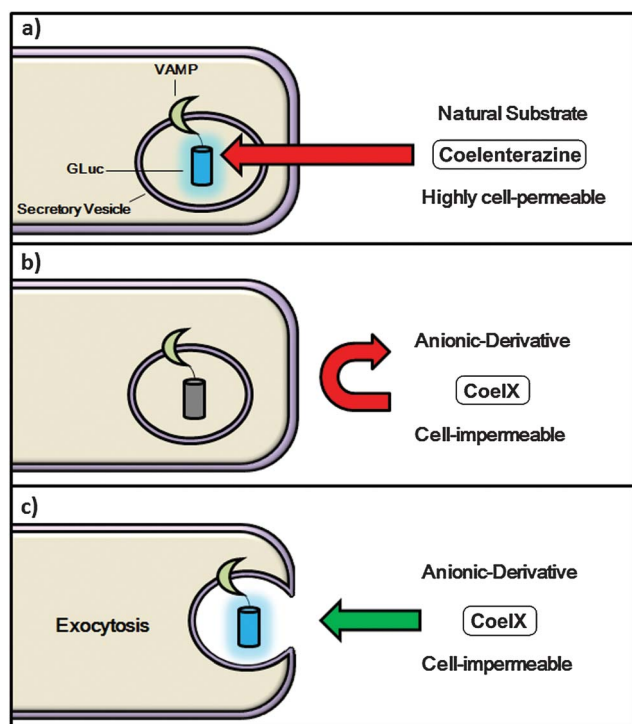 a)
VAMP
GLuc
Secretory Vesicle
Natural Substrate
Coelenterazine
Highly cell-permeable
b)
Anionic-Derivative
CoelX
Cell-impermeable
c)
Exocytosis
Anionic-Derivative
CoelX
Cell-impermeable